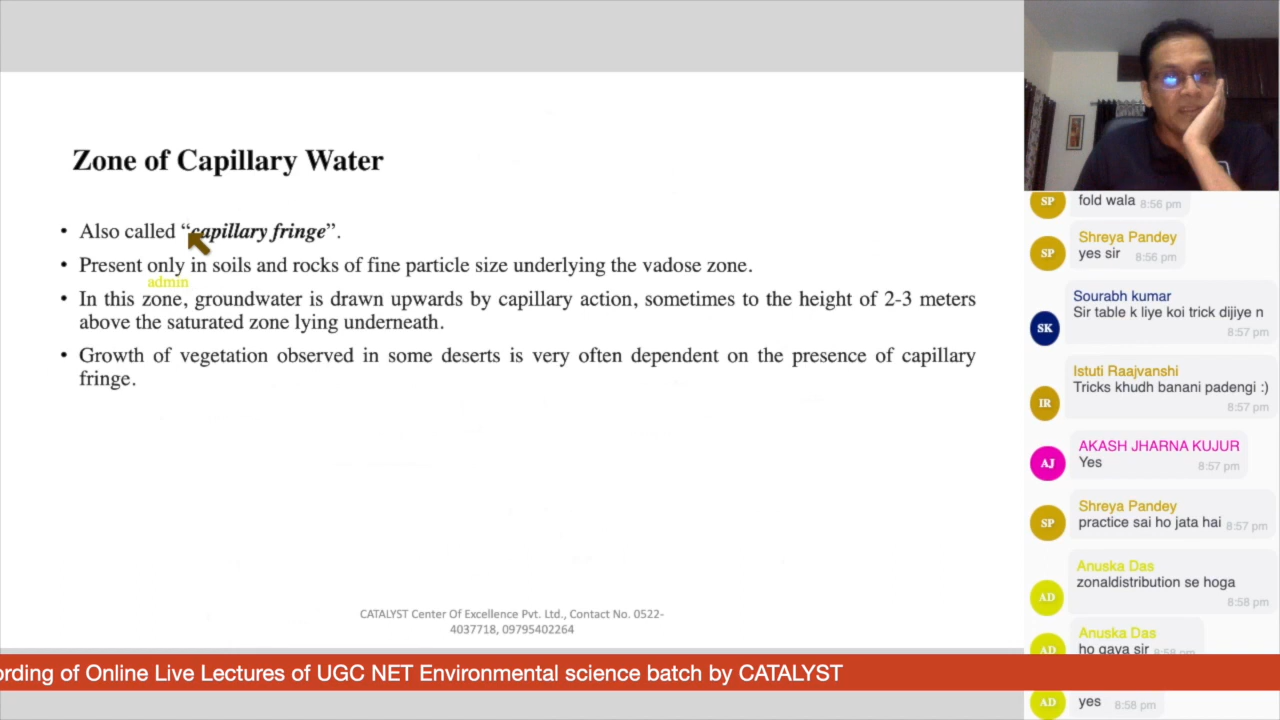 Zone of Capillary Water
• Also called “capillary fringe”.
• Present only in soils and rocks of fine particle size underlying the vadose zone.
admin
• In this zone, groundwater is drawn upwards by capillary action, sometimes to the height of 2-3 meters
above the saturated zone lying underneath.
• Growth of vegetation observed in some deserts is very often dependent on the presence of capillary
fringe.
CATALYST Center Of Excellence Pvt. Ltd., Contact No. 0522-
4037718, 09795402264
SP
fold wala 8:56 pm
Shreya Pandey
SP
yes sir 8:56 pm
Sourabh kumar
Sir table k liye koi trick dijiye n
SK
8:57 pm
Istuti Raajvanshi
Tricks khudh banani padengi :)
IR
8:57 pm
AKASH JHARNA KUJUR
AJ
Yes 8:57 pm
Shreya Pandey
SP
practice sai ho jata hai 8:57 pm
Anuska Das
zonaldistribution se hoga
AD
8:58 pm
Anuska Das
AD
ho gaya sir 8:58 pm
ording of Online Live Lectures of UGC NET Environmental science batch by CATALYST
AD
yes 8:58 pm